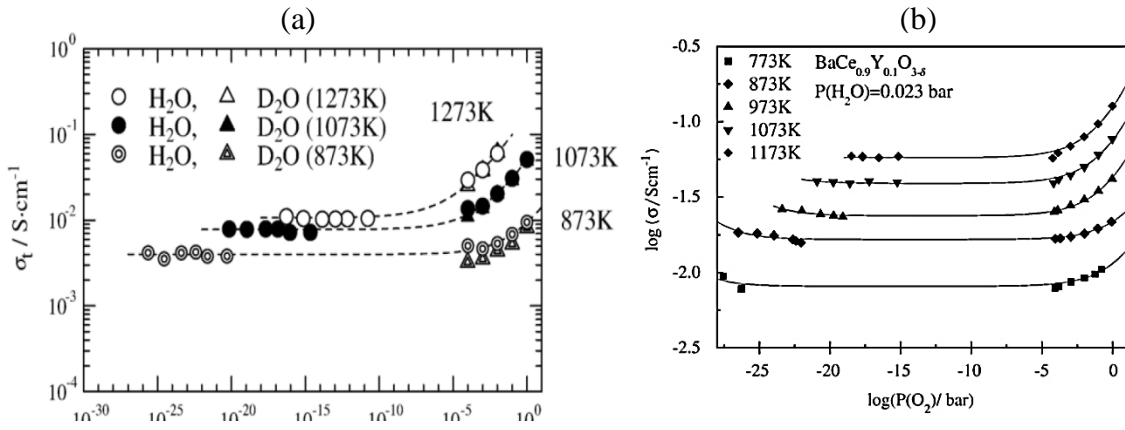 (a)
10^0
10^-1
10^-2
10^-3
10^-4
σ_t / S·cm^-1
H2O, D2O (1273K)
H2O, D2O (1073K)
H2O, D2O (873K)
1273K
1073K
873K
10^-30 10^-25 10^-20 10^-15 10^-10 10^-5 10^0
(b)
-0.5
-1.0
-1.5
-2.0
-2.5
log (σ/Scm^-1)
773K BaCe0.9Y0.1O3-δ
873K P(H2O)=0.023 bar
973K
1073K
1173K
-25 -20 -15 -10 -5 0
log(P(O2)/ bar)